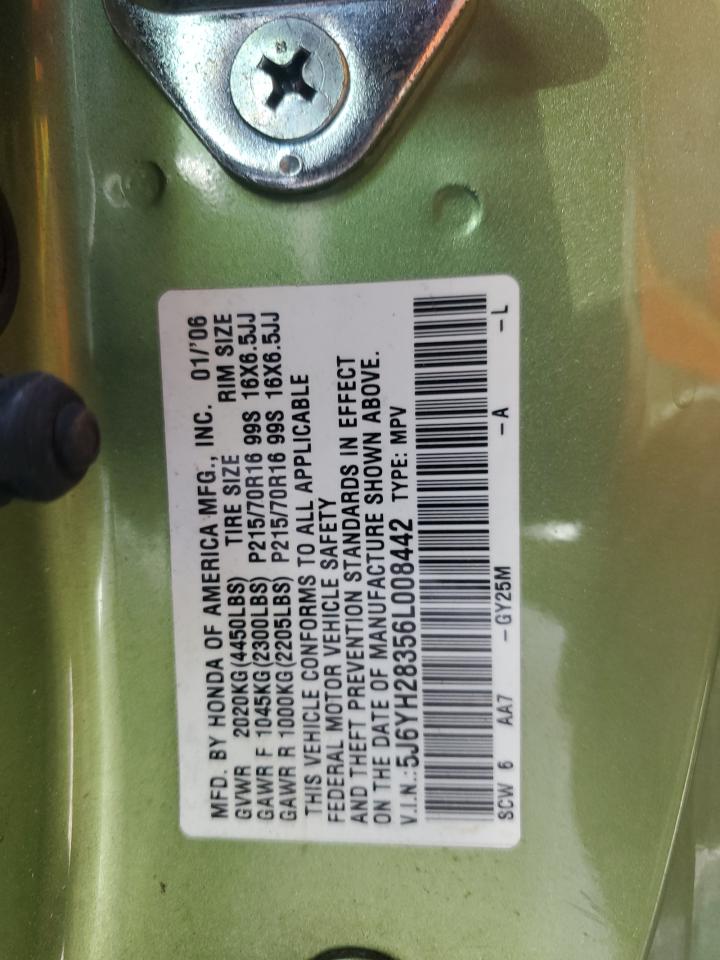 MFD. BY HONDA OF AMERICA MFG., INC. 01/'06
GVWR 2020KG(4450LBS) TIRE SIZE RIM SIZE
GAWR F 1045KG(2300LBS) P215/70R16 99S 16X6.5JJ
GAWR R 1000KG(2205LBS) P215/70R16 99S 16X6.5JJ
THIS VEHICLE CONFORMS TO ALL APPLICABLE
FEDERAL MOTOR VEHICLE SAFETY
AND THEFT PREVENTION STANDARDS IN EFFECT
ON THE DATE OF MANUFACTURE SHOWN ABOVE.
V.I.N.:5J6YH28356L008442 TYPE: MPV
SCW 6 AA7 -GY25M -A -L